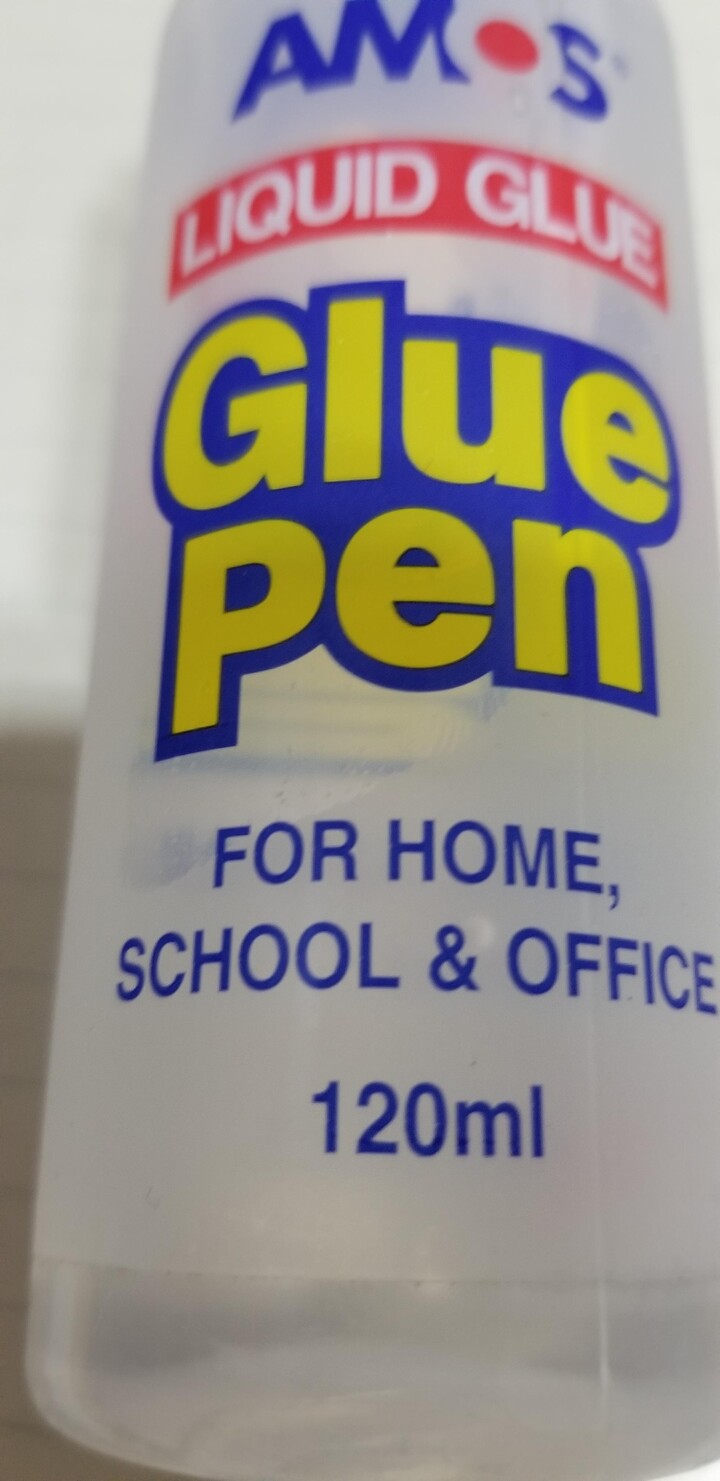 AMOS
LIQUID GLUE
Glue
Pen
FOR HOME,
SCHOOL & OFFICE
120ml